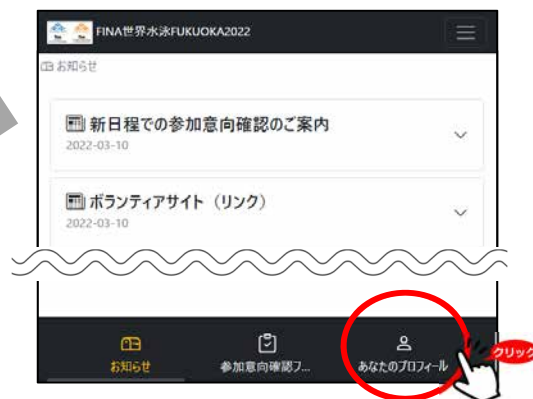 FINA世界水泳FUKUOKA2022
お知らせ
新日程での参加意向確認のご案内
2022-03-10
ボランティアサイト（リンク）
2022-03-10
お知らせ
参加意向確認フ...
あなたのプロフィール
クリック